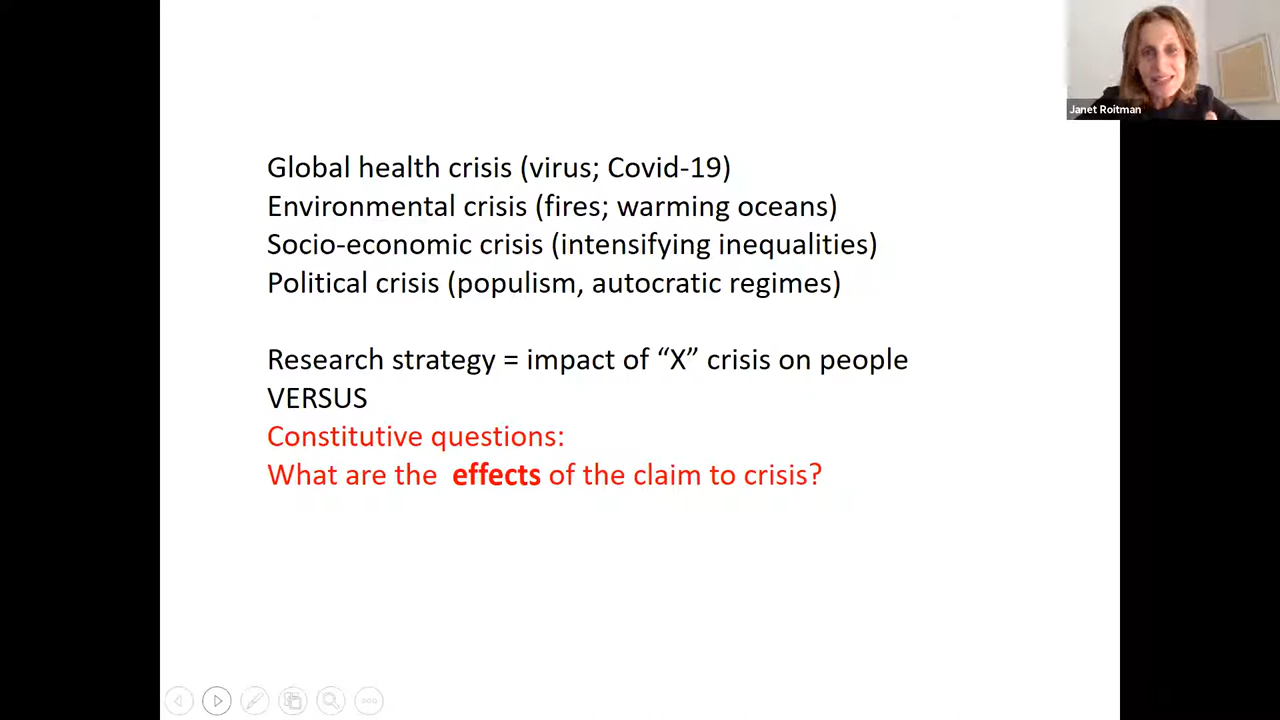 Janet Roitman
Global health crisis (virus; Covid-19)
Environmental crisis (fires; warming oceans)
Socio-economic crisis (intensifying inequalities)
Political crisis (populism, autocratic regimes)
Research strategy = impact of “X” crisis on people
VERSUS
Constitutive questions:
What are the effects of the claim to crisis?